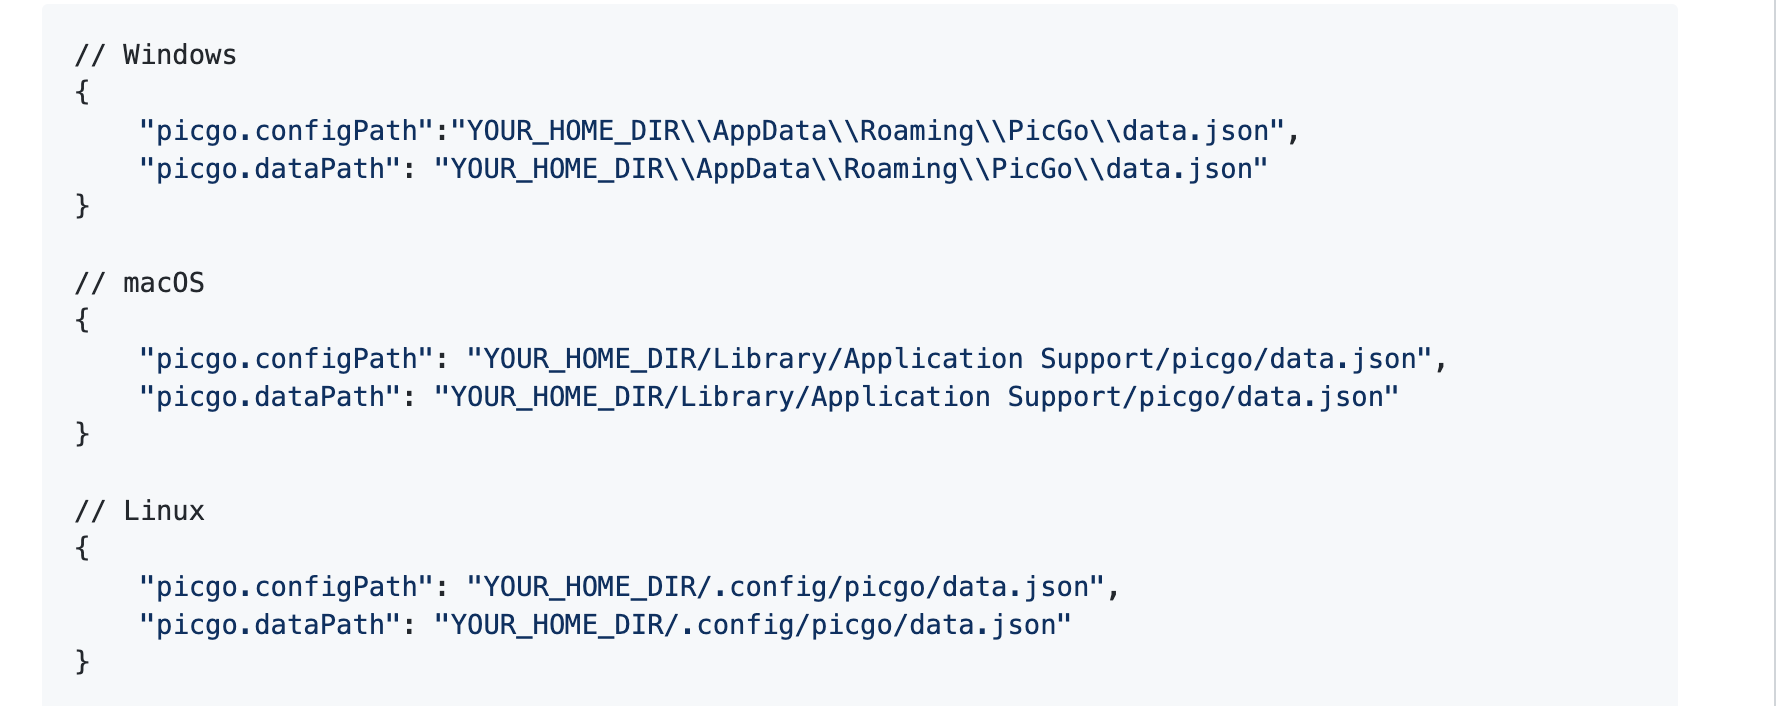 // Windows
{
    "picgo.configPath":"YOUR_HOME_DIR\\AppData\\Roaming\\PicGo\\data.json",
    "picgo.dataPath": "YOUR_HOME_DIR\\AppData\\Roaming\\PicGo\\data.json"
}

// macOS
{
    "picgo.configPath": "YOUR_HOME_DIR/Library/Application Support/picgo/data.json",
    "picgo.dataPath": "YOUR_HOME_DIR/Library/Application Support/picgo/data.json"
}

// Linux
{
    "picgo.configPath": "YOUR_HOME_DIR/.config/picgo/data.json",
    "picgo.dataPath": "YOUR_HOME_DIR/.config/picgo/data.json"
}